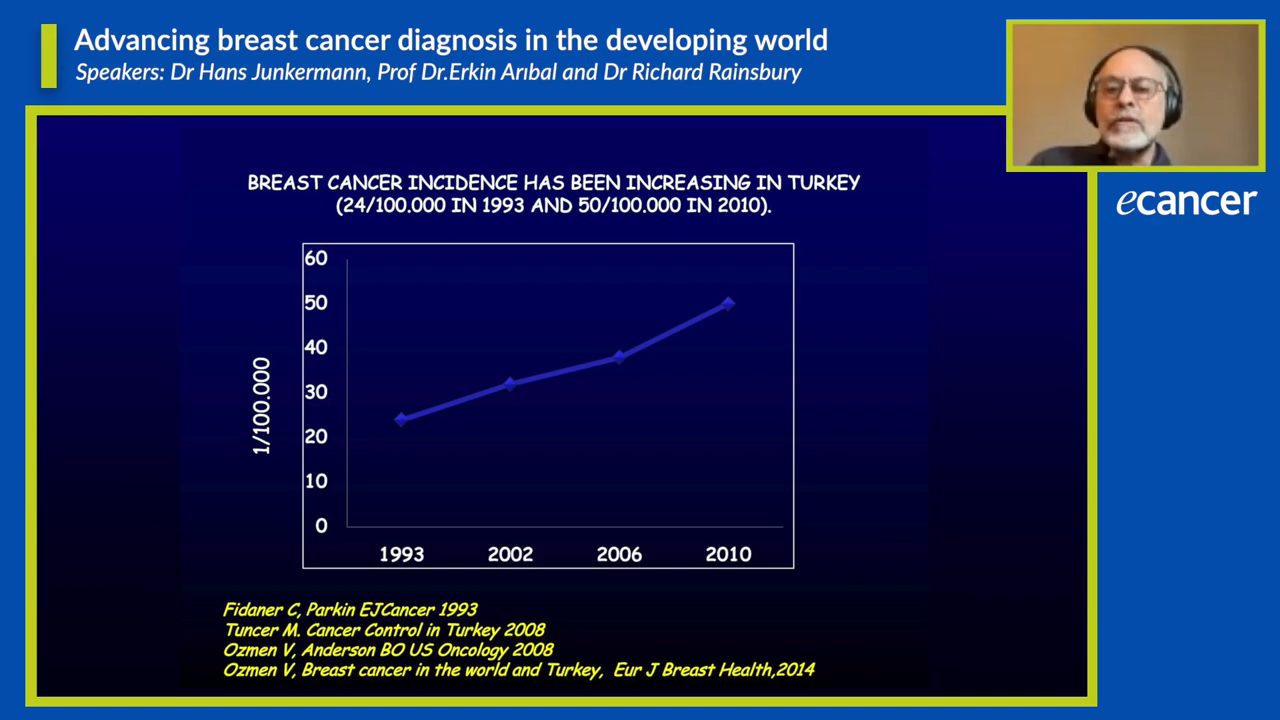 Advancing breast cancer diagnosis in the developing world
Speakers: Dr Hans Junkermann, Prof Dr.Erkin Arıbal and Dr Richard Rainsbury
ecancer
BREAST CANCER INCIDENCE HAS BEEN INCREASING IN TURKEY
(24/100.000 IN 1993 AND 50/100.000 IN 2010).
60
50
40
30
20
10
0
1/100.000
1993 2002 2006 2010
Fidaner C, Parkin EJCancer 1993
Tuncer M. Cancer Control in Turkey 2008
Ozmen V, Anderson BO US Oncology 2008
Ozmen V, Breast cancer in the world and Turkey, Eur J Breast Health,2014